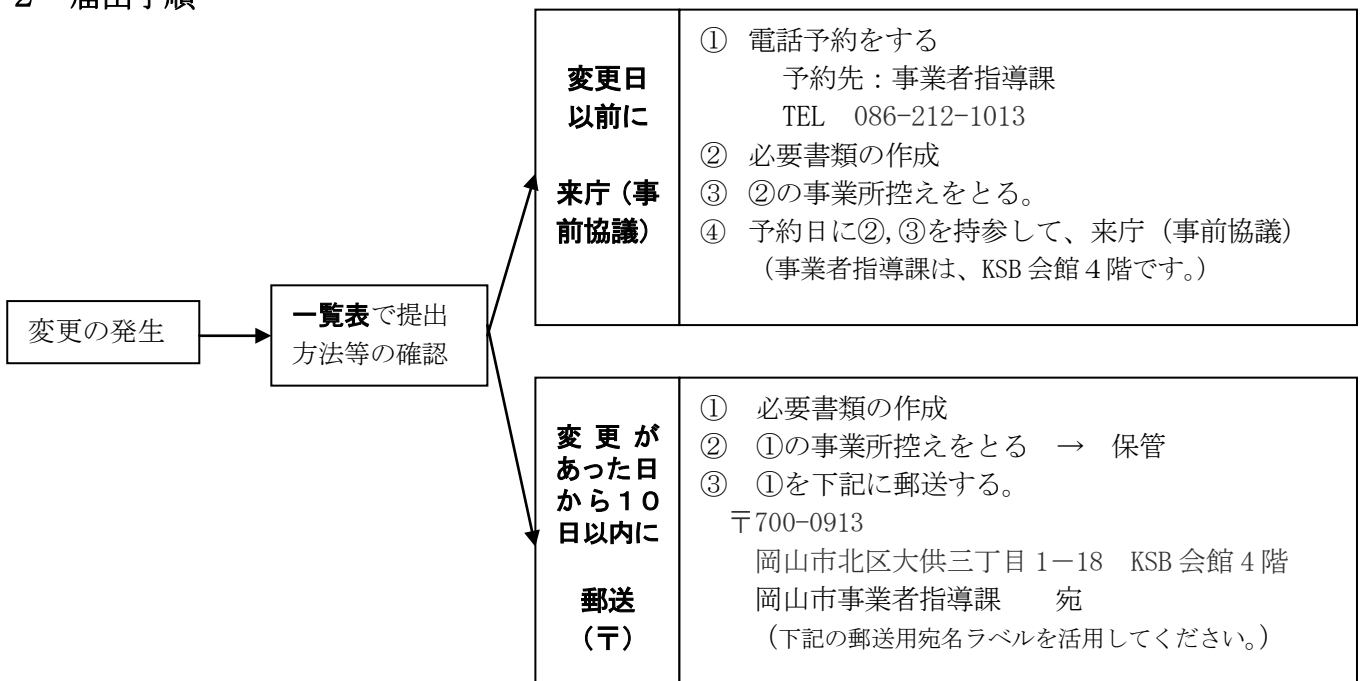 ２　届出手順
変更の発生
一覧表で提出
方法等の確認
変更日
以前に
来庁（事
前協議）
①　電話予約をする
予約先：事業者指導課
TEL　086-212-1013
②　必要書類の作成
③　②の事業所控えをとる。
④　予約日に②,③を持参して、来庁（事前協議）
（事業者指導課は、KSB会館４階です。）
変更が
あった日
から１０
日以内に
郵送
（〒）
①　必要書類の作成
②　①の事業所控えをとる　→　保管
③　①を下記に郵送する。
〒700-0913
岡山市北区大供三丁目1－18　KSB会館4階
岡山市事業者指導課　　宛
（下記の郵送用宛名ラベルを活用してください。）